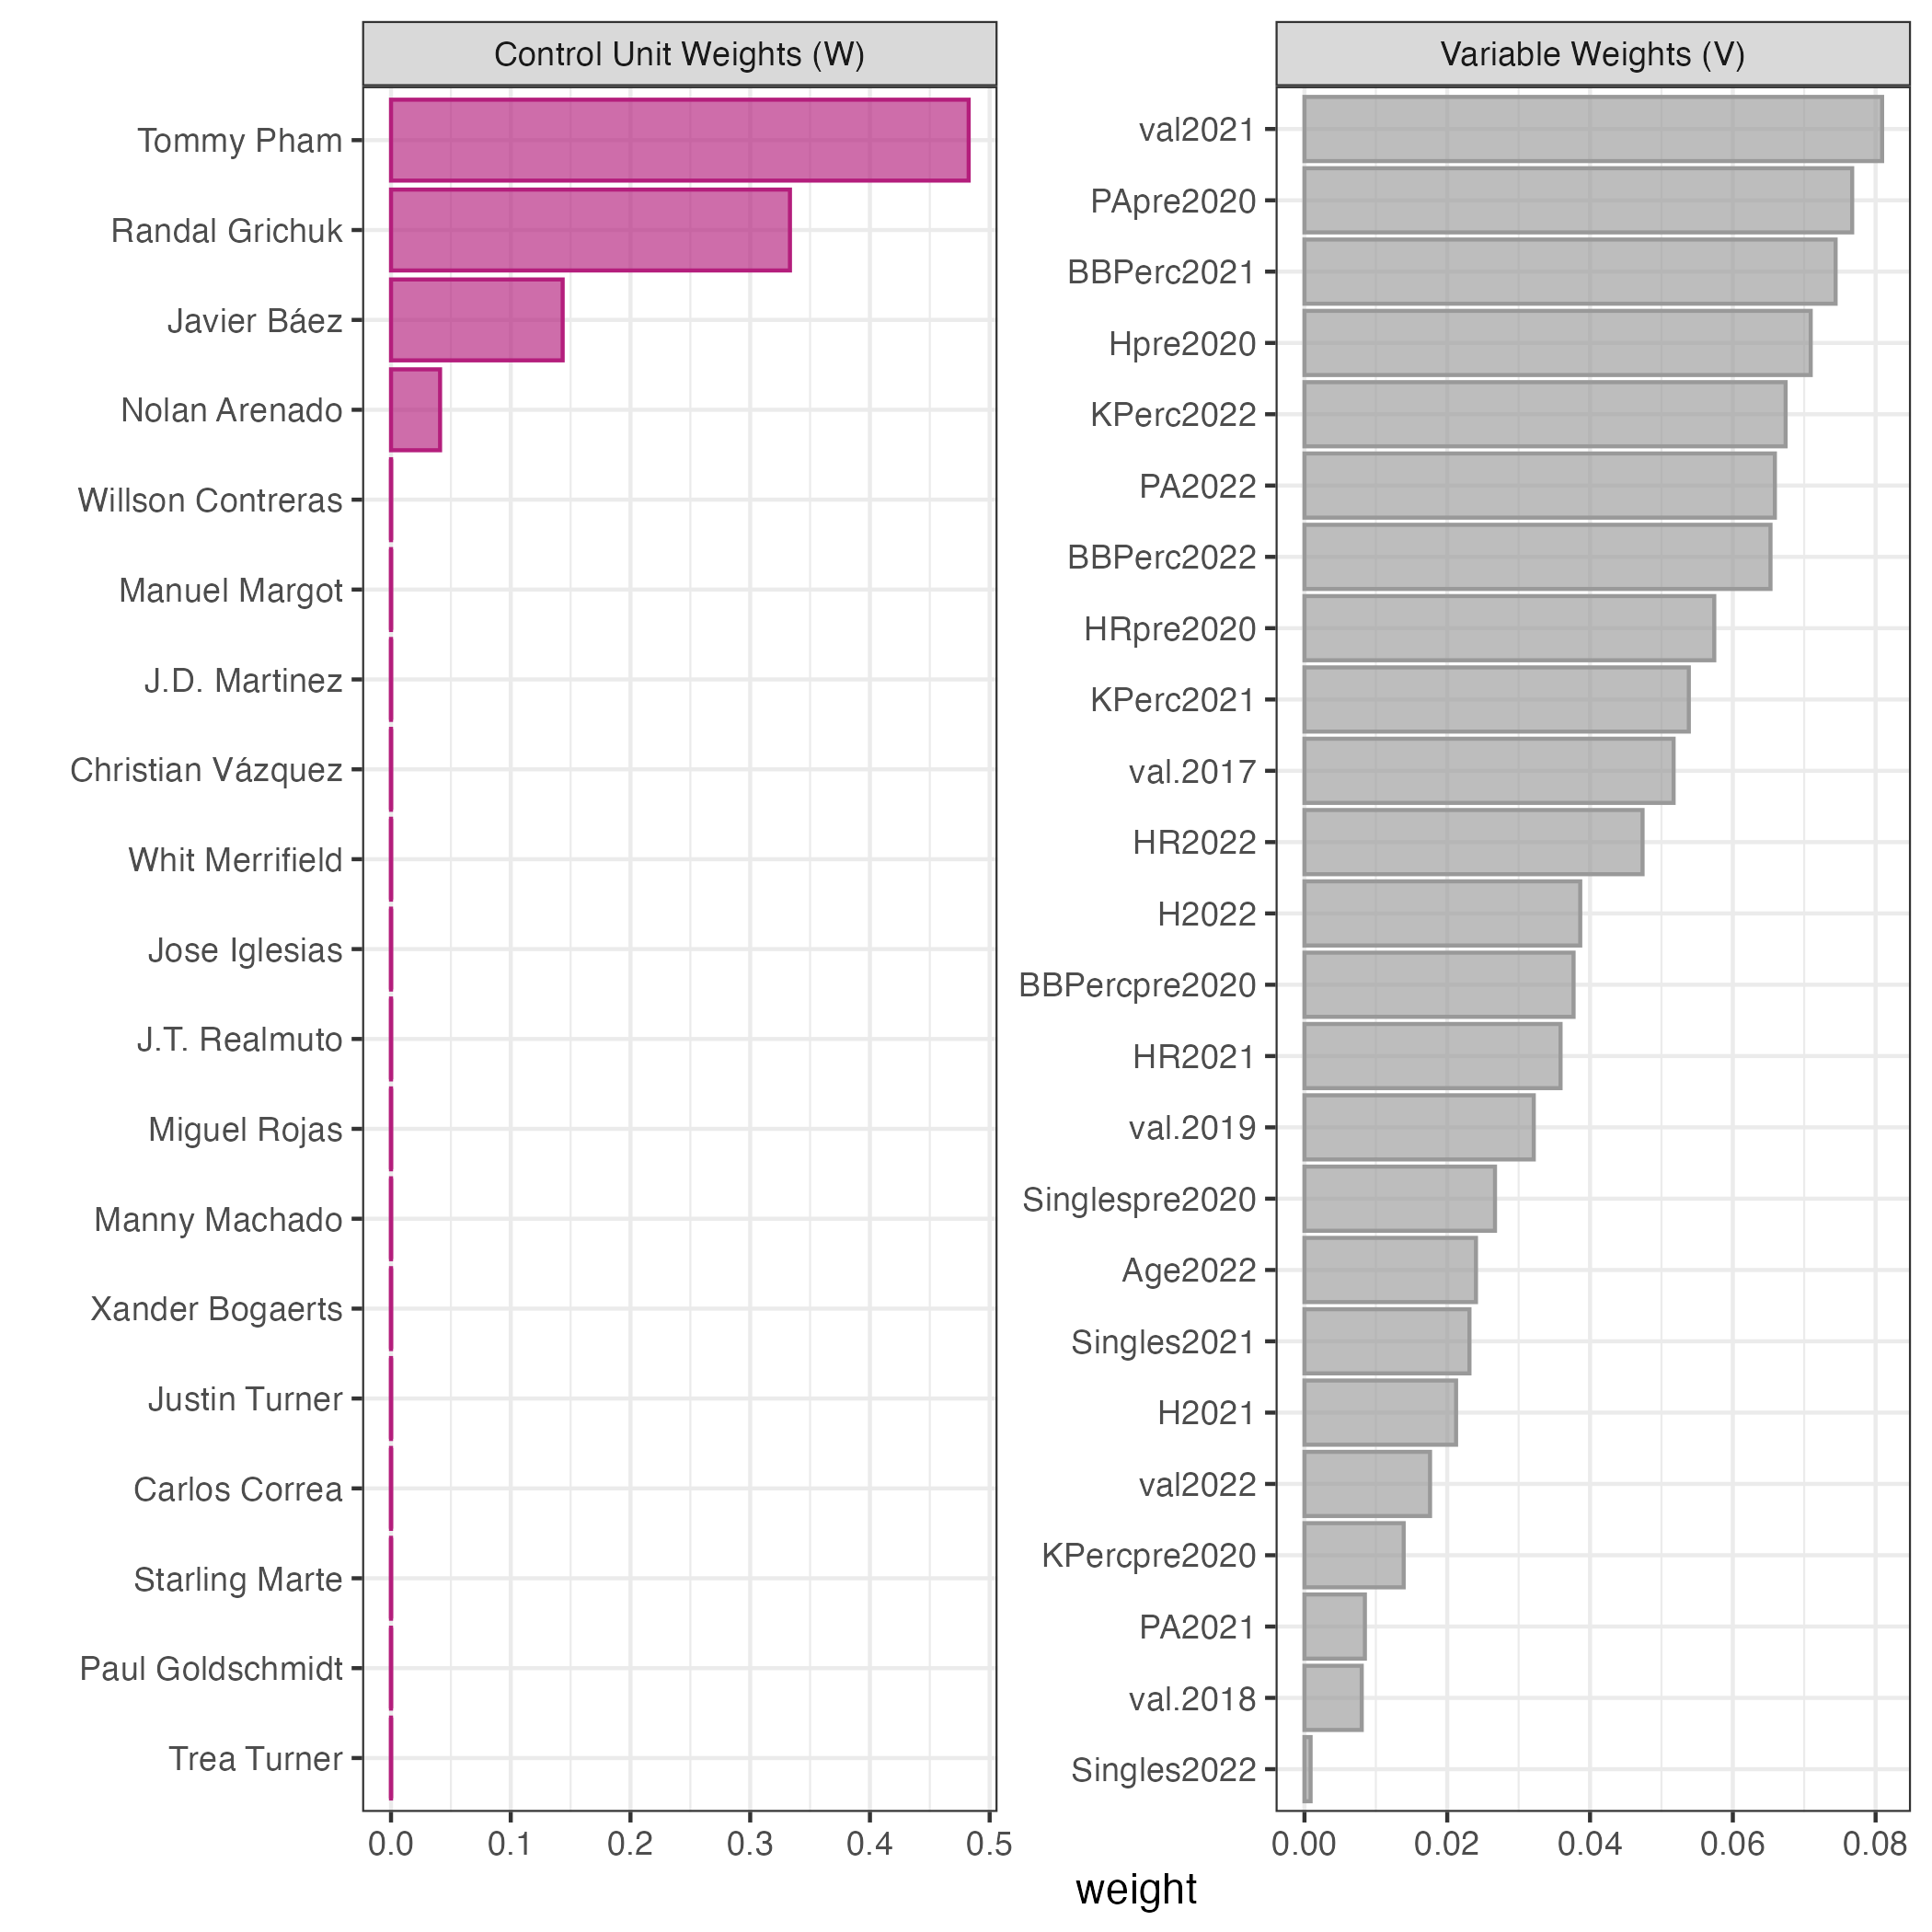 Control Unit Weights (W)
Tommy Pham
Randal Grichuk
Javier Báez
Nolan Arenado
Willson Contreras
Manuel Margot
J.D. Martinez
Christian Vázquez
Whit Merrifield
Jose Iglesias
J.T. Realmuto
Miguel Rojas
Manny Machado
Xander Bogaerts
Justin Turner
Carlos Correa
Starling Marte
Paul Goldschmidt
Trea Turner
0.0 0.1 0.2 0.3 0.4 0.5
Variable Weights (V)
val2021
PApre2020
BBPerc2021
Hpre2020
KPerc2022
PA2022
BBPerc2022
HRpre2020
KPerc2021
val.2017
HR2022
H2022
BBPercpre2020
HR2021
val.2019
Singlespre2020
Age2022
Singles2021
H2021
val2022
KPercpre2020
PA2021
val.2018
Singles2022
0.00 0.02 0.04 0.06 0.08
weight